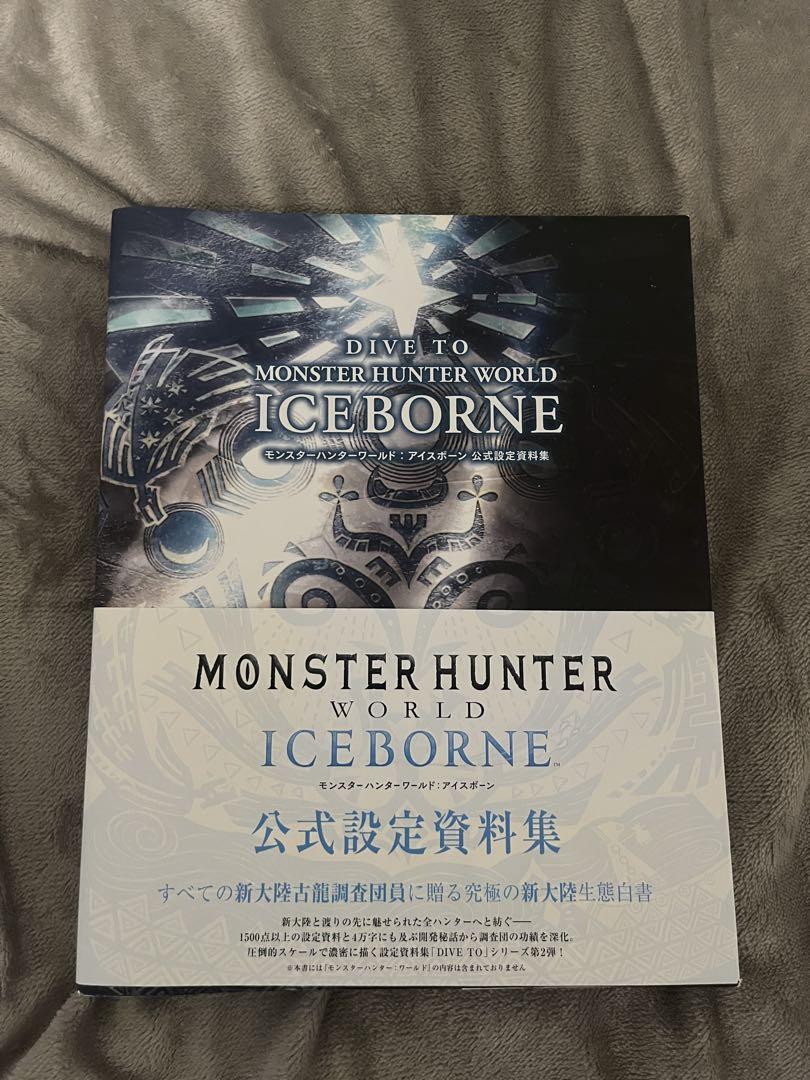 DIVE TO
MONSTER HUNTER WORLD
ICEBORNE
モンスターハンターワールド：アイスボーン 公式設定資料集
MONSTER HUNTER
WORLD
ICEBORNE™
モンスターハンターワールド：アイスボーン
公式設定資料集
すべての新大陸古龍調査団員に贈る究極の新大陸生態白書
新大陸と渡りの先に魅せられた全ハンターへと紡ぐ──
1500点以上の設定資料と4万字にも及ぶ開発秘話から調査団の功績を深化。
圧倒的スケールで濃密に描く設定資料集「DIVE TO」シリーズ第2弾！
※本書には『モンスターハンター：ワールド』の内容は含まれておりません